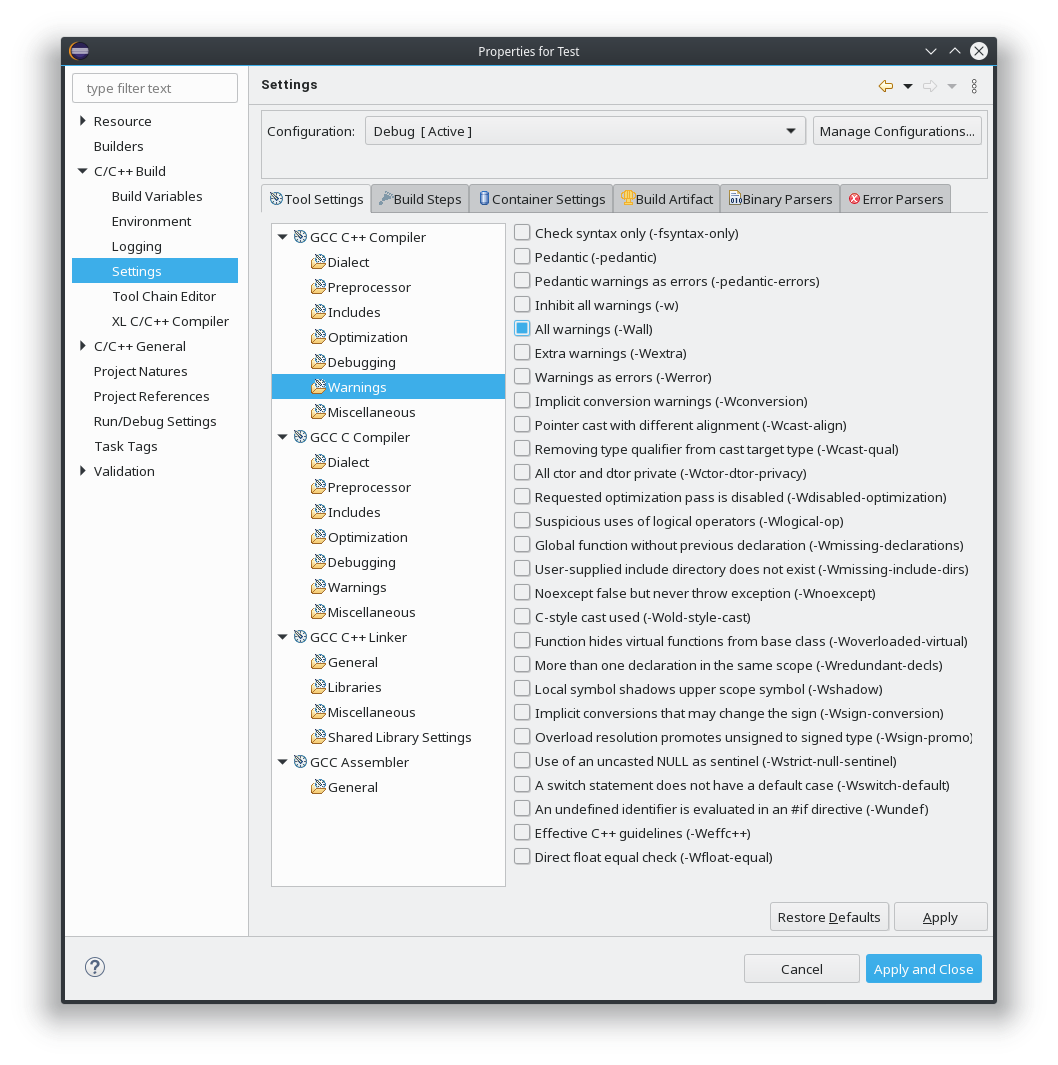 Properties for Test
type filter text
Resource
Builders
C/C++ Build
Build Variables
Environment
Logging
Settings
Tool Chain Editor
XL C/C++ Compiler
C/C++ General
Project Natures
Project References
Run/Debug Settings
Task Tags
Validation
Settings
Configuration: Debug [ Active ] Manage Configurations...
Tool Settings Build Steps Container Settings Build Artifact Binary Parsers Error Parsers
GCC C++ Compiler
Dialect
Preprocessor
Includes
Optimization
Debugging
Warnings
Miscellaneous
GCC C Compiler
Dialect
Preprocessor
Includes
Optimization
Debugging
Warnings
Miscellaneous
GCC C++ Linker
General
Libraries
Miscellaneous
Shared Library Settings
GCC Assembler
General
Check syntax only (-fsyntax-only)
Pedantic (-pedantic)
Pedantic warnings as errors (-pedantic-errors)
Inhibit all warnings (-w)
All warnings (-Wall)
Extra warnings (-Wextra)
Warnings as errors (-Werror)
Implicit conversion warnings (-Wconversion)
Pointer cast with different alignment (-Wcast-align)
Removing type qualifier from cast target type (-Wcast-qual)
All ctor and dtor private (-Wctor-dtor-privacy)
Requested optimization pass is disabled (-Wdisabled-optimization)
Suspicious uses of logical operators (-Wlogical-op)
Global function without previous declaration (-Wmissing-declarations)
User-supplied include directory does not exist (-Wmissing-include-dirs)
Noexcept false but never throw exception (-Wnoexcept)
C-style cast used (-Wold-style-cast)
Function hides virtual functions from base class (-Woverloaded-virtual)
More than one declaration in the same scope (-Wredundant-decls)
Local symbol shadows upper scope symbol (-Wshadow)
Implicit conversions that may change the sign (-Wsign-conversion)
Overload resolution promotes unsigned to signed type (-Wsign-promo)
Use of an uncasted NULL as sentinel (-Wstrict-null-sentinel)
A switch statement does not have a default case (-Wswitch-default)
An undefined identifier is evaluated in an #if directive (-Wundef)
Effective C++ guidelines (-Weffc++)
Direct float equal check (-Wfloat-equal)
Restore Defaults Apply
? Cancel Apply and Close